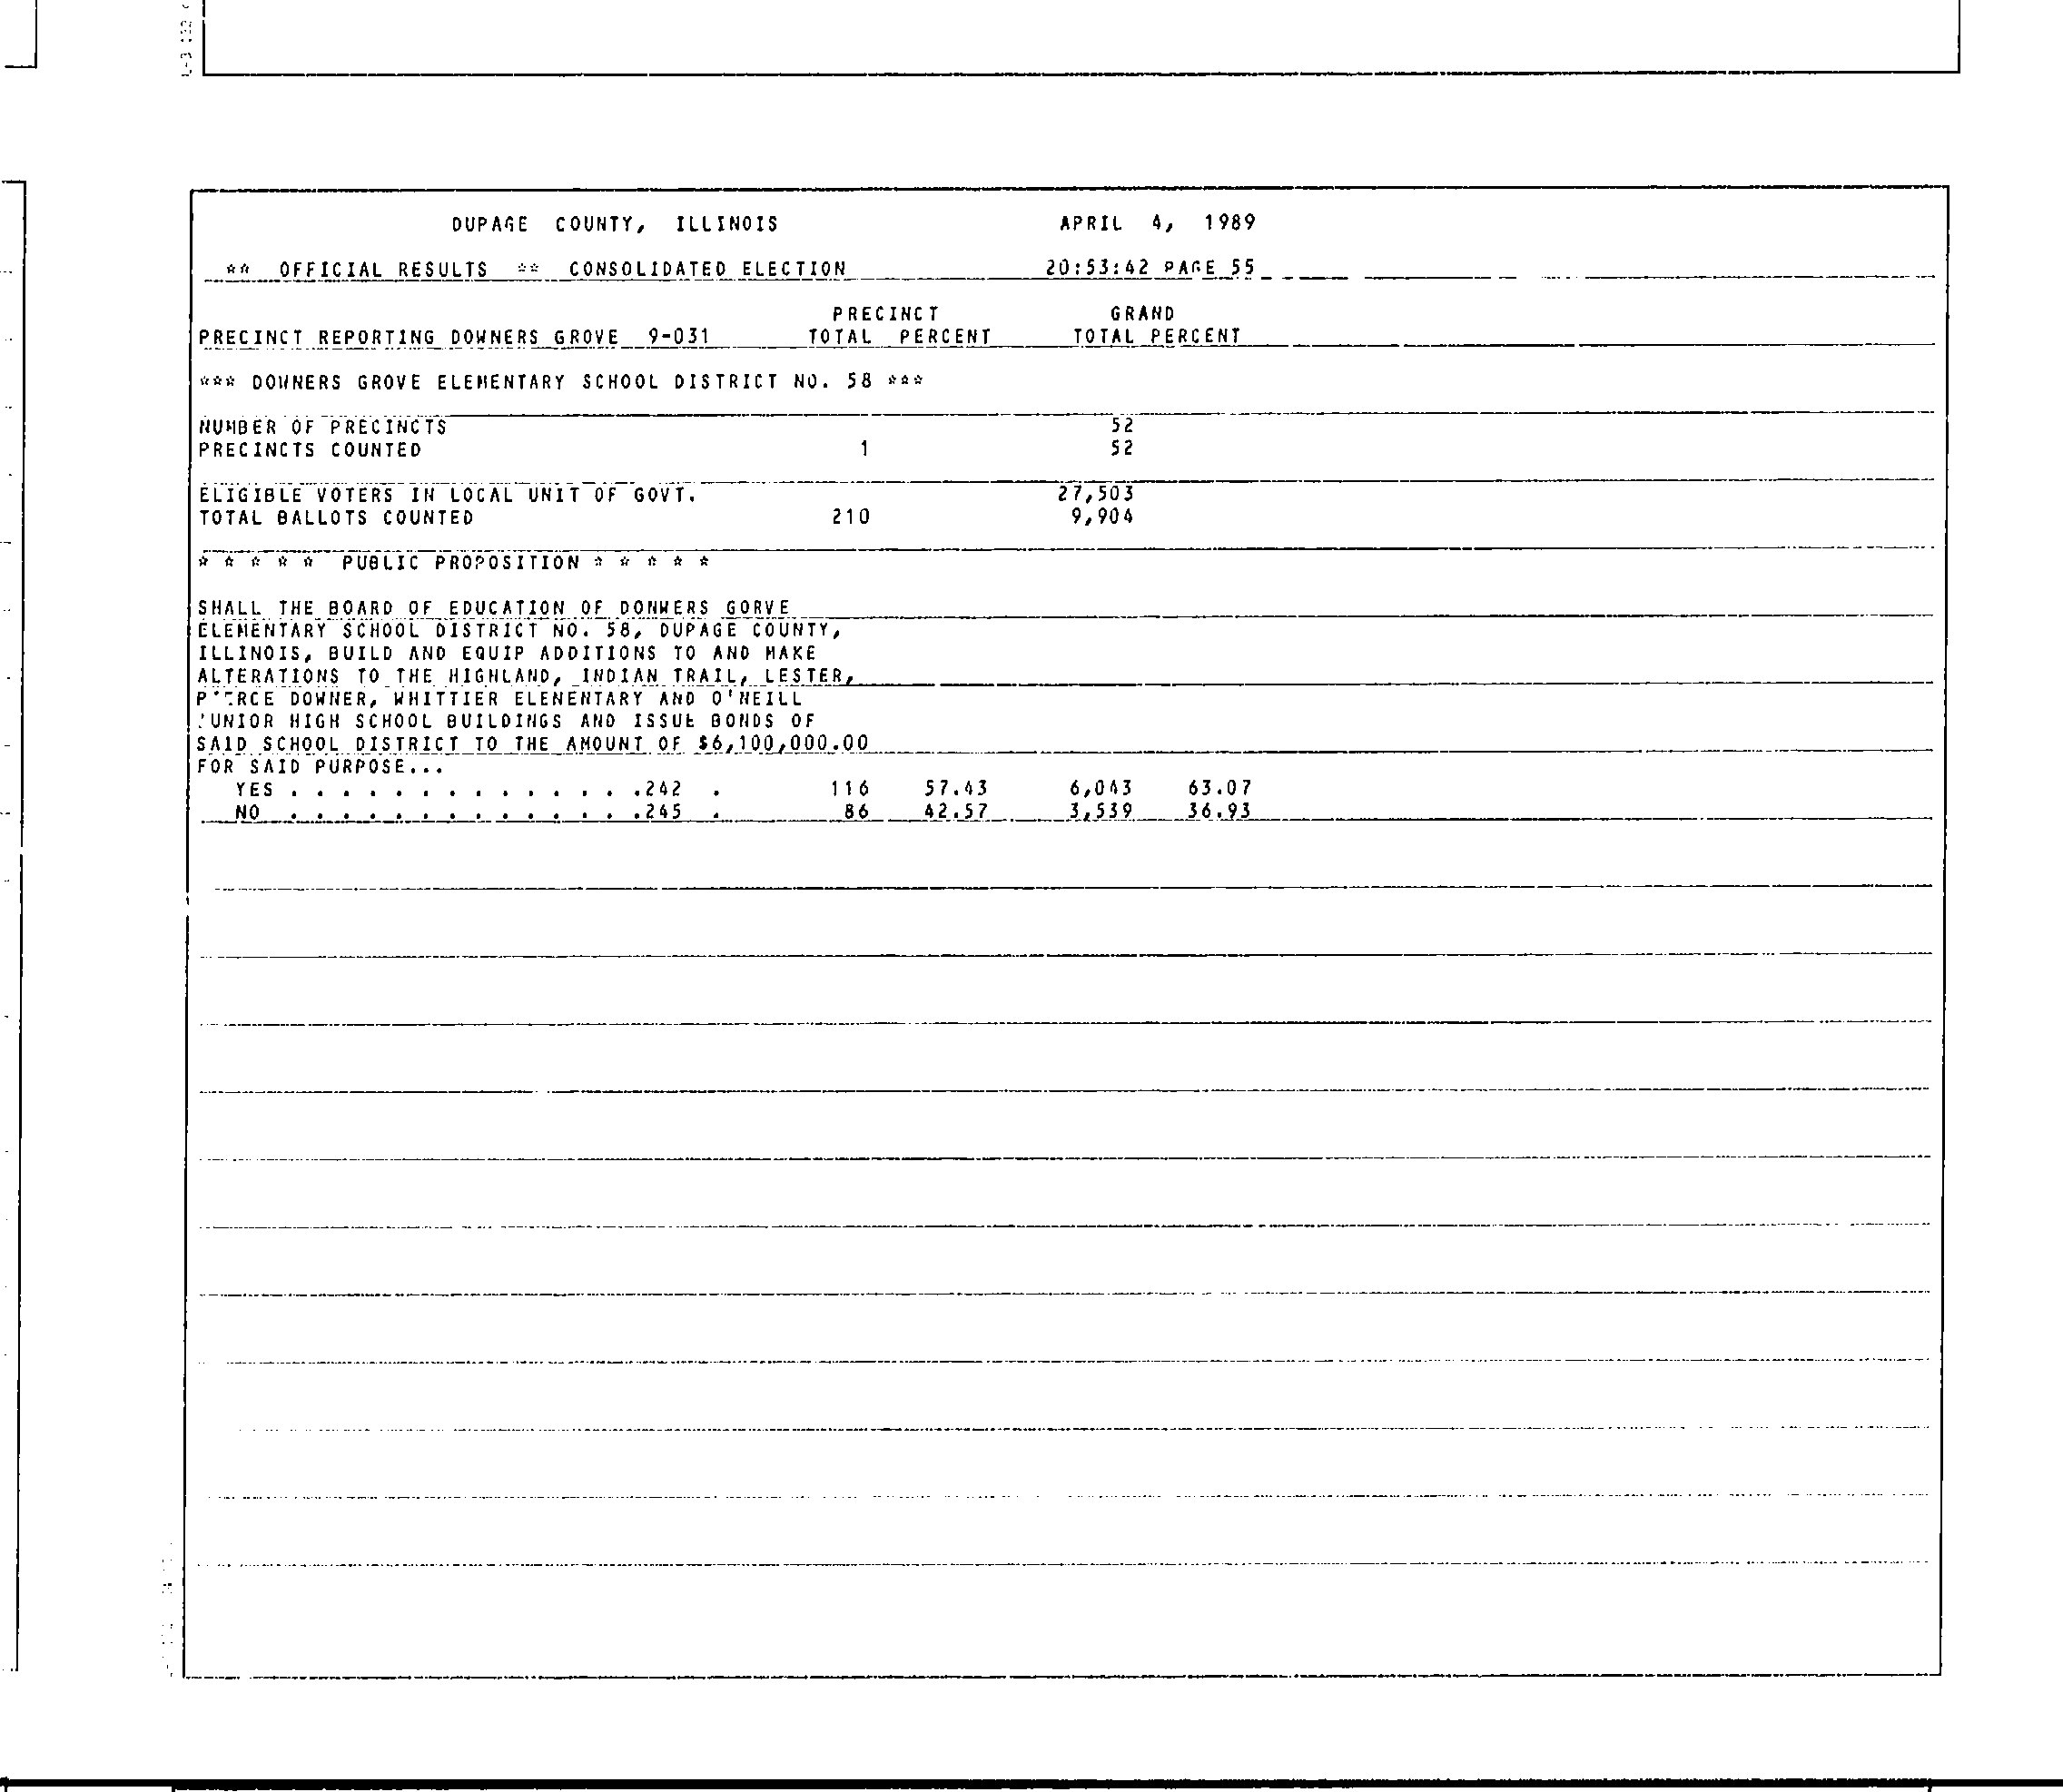 DUPAGE COUNTY, ILLINOIS APRIL 4, 1989
** OFFICIAL RESULTS ** CONSOLIDATED ELECTION 20:53:42 PAGE 55
PRECINCT GRAND
PRECINCT REPORTING DOWNERS GROVE 9-031 TOTAL PERCENT TOTAL PERCENT
*** DOWNERS GROVE ELEMENTARY SCHOOL DISTRICT NO. 58 ***
NUMBER OF PRECINCTS 52
PRECINCTS COUNTED 1 52
ELIGIBLE VOTERS IN LOCAL UNIT OF GOVT. 27,503
TOTAL BALLOTS COUNTED 210 9,904
* * * * * PUBLIC PROPOSITION * * * * *
SHALL THE BOARD OF EDUCATION OF DONWERS GORVE
ELEMENTARY SCHOOL DISTRICT NO. 58, DUPAGE COUNTY,
ILLINOIS, BUILD AND EQUIP ADDITIONS TO AND MAKE
ALTERATIONS TO THE HIGHLAND, INDIAN TRAIL, LESTER,
PIERCE DOWNER, WHITTIER ELEMENTARY AND O'NEILL
JUNIOR HIGH SCHOOL BUILDINGS AND ISSUE BONDS OF
SAID SCHOOL DISTRICT TO THE AMOUNT OF $6,100,000.00
FOR SAID PURPOSE...
YES . . . . . . . . . . . . . .242 . 116 57.43 6,043 63.07
NO . . . . . . . . . . . . . .245 . 86 42.57 3,539 36.93